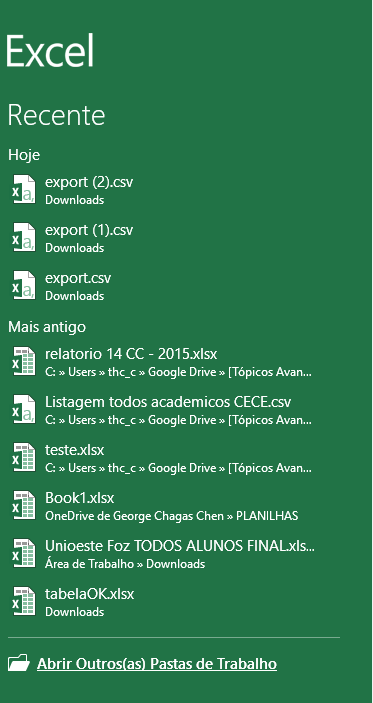 Excel
Recente
Hoje
export (2).csv
Downloads
export (1).csv
Downloads
export.csv
Downloads
Mais antigo
relatorio 14 CC - 2015.xlsx
C: » Users » thc_c » Google Drive » [Tópicos Avan...
Listagem todos academicos CECE.csv
C: » Users » thc_c » Google Drive » [Tópicos Avan...
teste.xlsx
C: » Users » thc_c » Google Drive » [Tópicos Avan...
Book1.xlsx
OneDrive de George Chagas Chen » PLANILHAS
Unioeste Foz TODOS ALUNOS FINAL.xls...
Área de Trabalho » Downloads
tabelaOK.xlsx
Downloads
Abrir Outros(as) Pastas de Trabalho